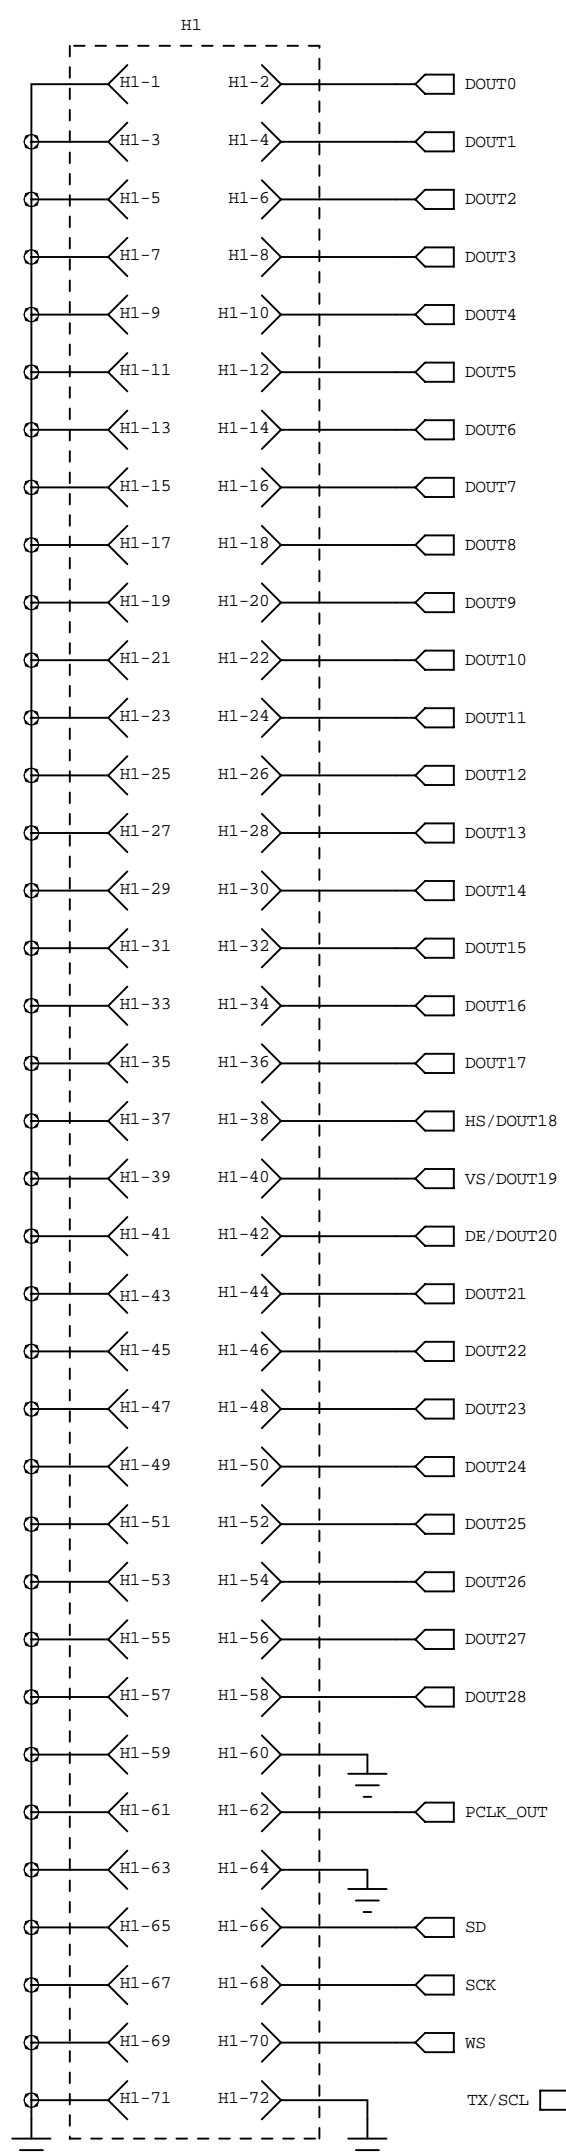 H1
H1-1 H1-2 DOUT0
H1-3 H1-4 DOUT1
H1-5 H1-6 DOUT2
H1-7 H1-8 DOUT3
H1-9 H1-10 DOUT4
H1-11 H1-12 DOUT5
H1-13 H1-14 DOUT6
H1-15 H1-16 DOUT7
H1-17 H1-18 DOUT8
H1-19 H1-20 DOUT9
H1-21 H1-22 DOUT10
H1-23 H1-24 DOUT11
H1-25 H1-26 DOUT12
H1-27 H1-28 DOUT13
H1-29 H1-30 DOUT14
H1-31 H1-32 DOUT15
H1-33 H1-34 DOUT16
H1-35 H1-36 DOUT17
H1-37 H1-38 HS/DOUT18
H1-39 H1-40 VS/DOUT19
H1-41 H1-42 DE/DOUT20
H1-43 H1-44 DOUT21
H1-45 H1-46 DOUT22
H1-47 H1-48 DOUT23
H1-49 H1-50 DOUT24
H1-51 H1-52 DOUT25
H1-53 H1-54 DOUT26
H1-55 H1-56 DOUT27
H1-57 H1-58 DOUT28
H1-59 H1-60
H1-61 H1-62 PCLK_OUT
H1-63 H1-64
H1-65 H1-66 SD
H1-67 H1-68 SCK
H1-69 H1-70 WS
H1-71 H1-72 TX/SCL